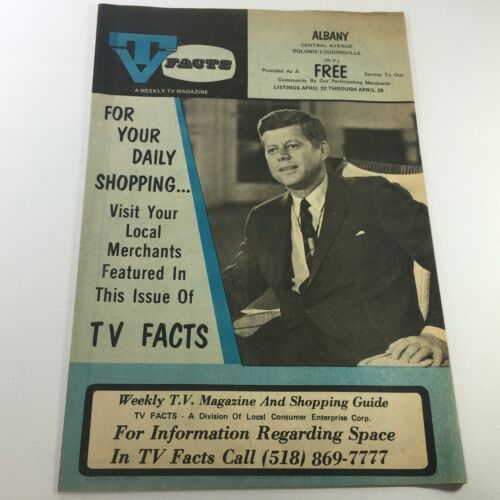 TV FACTS
A WEEKLY TV MAGAZINE
ALBANY
CENTRAL AVENUE
COLONIE-LOUDONVILLE
(N.Y.)
Provided As A FREE Service To Our
Community By Our Participating Merchants
LISTINGS APRIL 22 THROUGH APRIL 28
FOR
YOUR
DAILY
SHOPPING...
Visit Your
Local
Merchants
Featured In
This Issue Of
TV FACTS
Weekly T.V. Magazine And Shopping Guide
TV FACTS - A Division Of Local Consumer Enterprise Corp.
For Information Regarding Space
In TV Facts Call (518) 869-7777